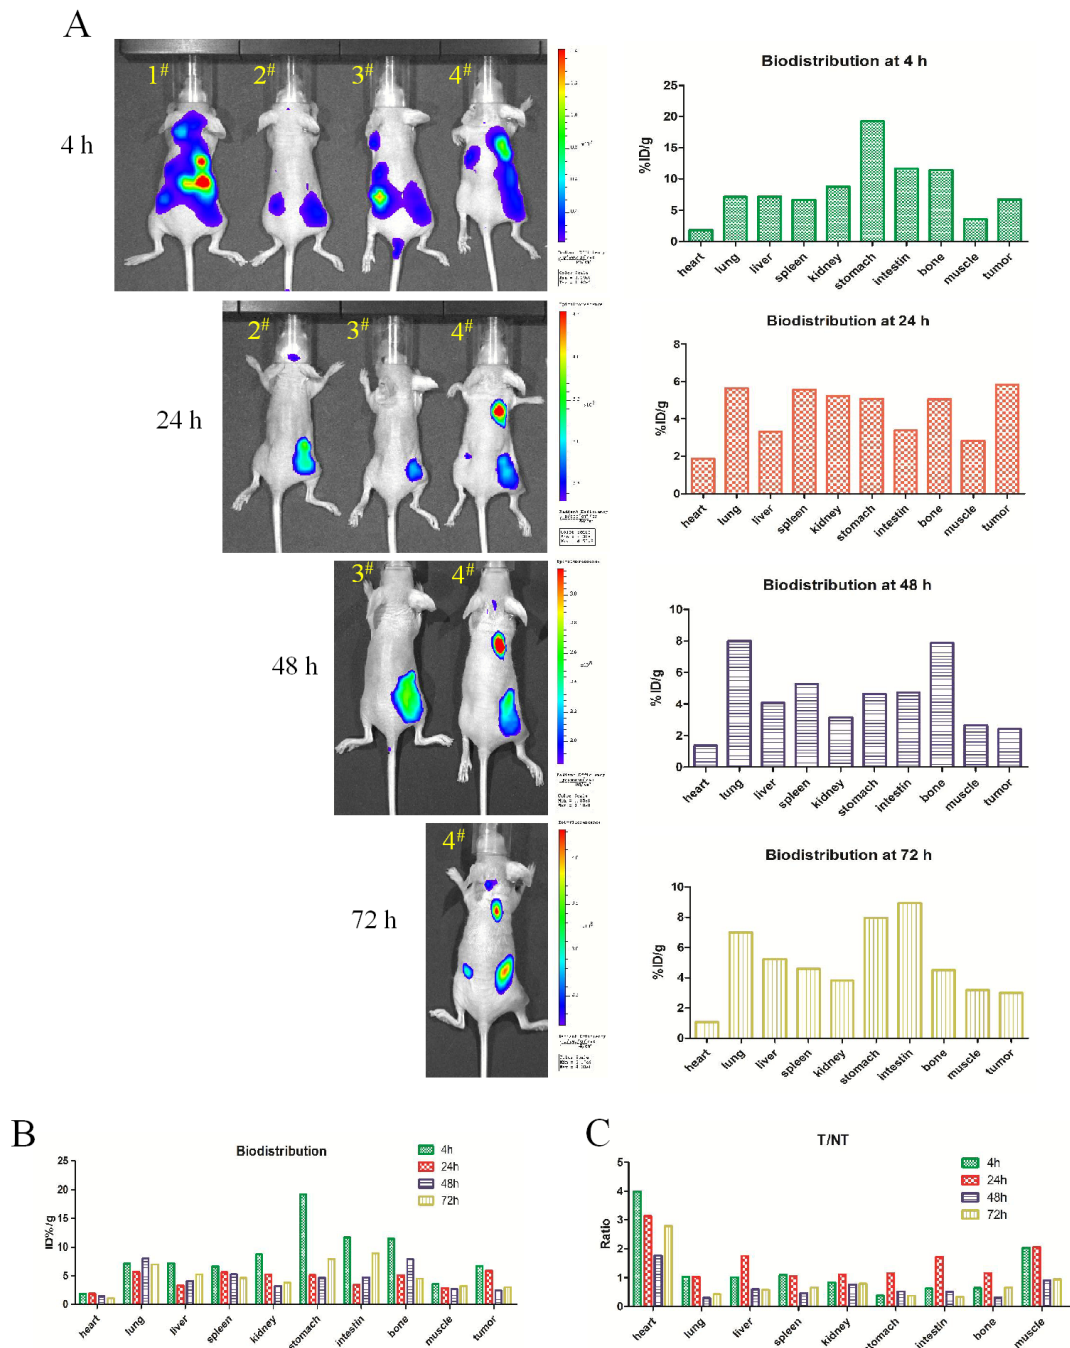 A
1# 2# 3# 4#
4 h
Biodistribution at 4 h
%ID/g
25
20
15
10
5
0
heart lung liver spleen kidney stomach intestin bone muscle tumor
2# 3# 4#
24 h
Biodistribution at 24 h
%ID/g
8
6
4
2
0
heart lung liver spleen kidney stomach intestin bone muscle tumor
3# 4#
48 h
Biodistribution at 48 h
%ID/g
10
8
6
4
2
0
heart lung liver spleen kidney stomach intestin bone muscle tumor
4#
72 h
Biodistribution at 72 h
%ID/g
10
8
6
4
2
0
heart lung liver spleen kidney stomach intestin bone muscle tumor
B
Biodistribution
4h
24h
48h
72h
ID%/g
25
20
15
10
5
0
heart lung liver spleen kidney stomach intestin bone muscle tumor
C
T/NT
4h
24h
48h
72h
Ratio
5
4
3
2
1
0
heart lung liver spleen kidney stomach intestin bone muscle